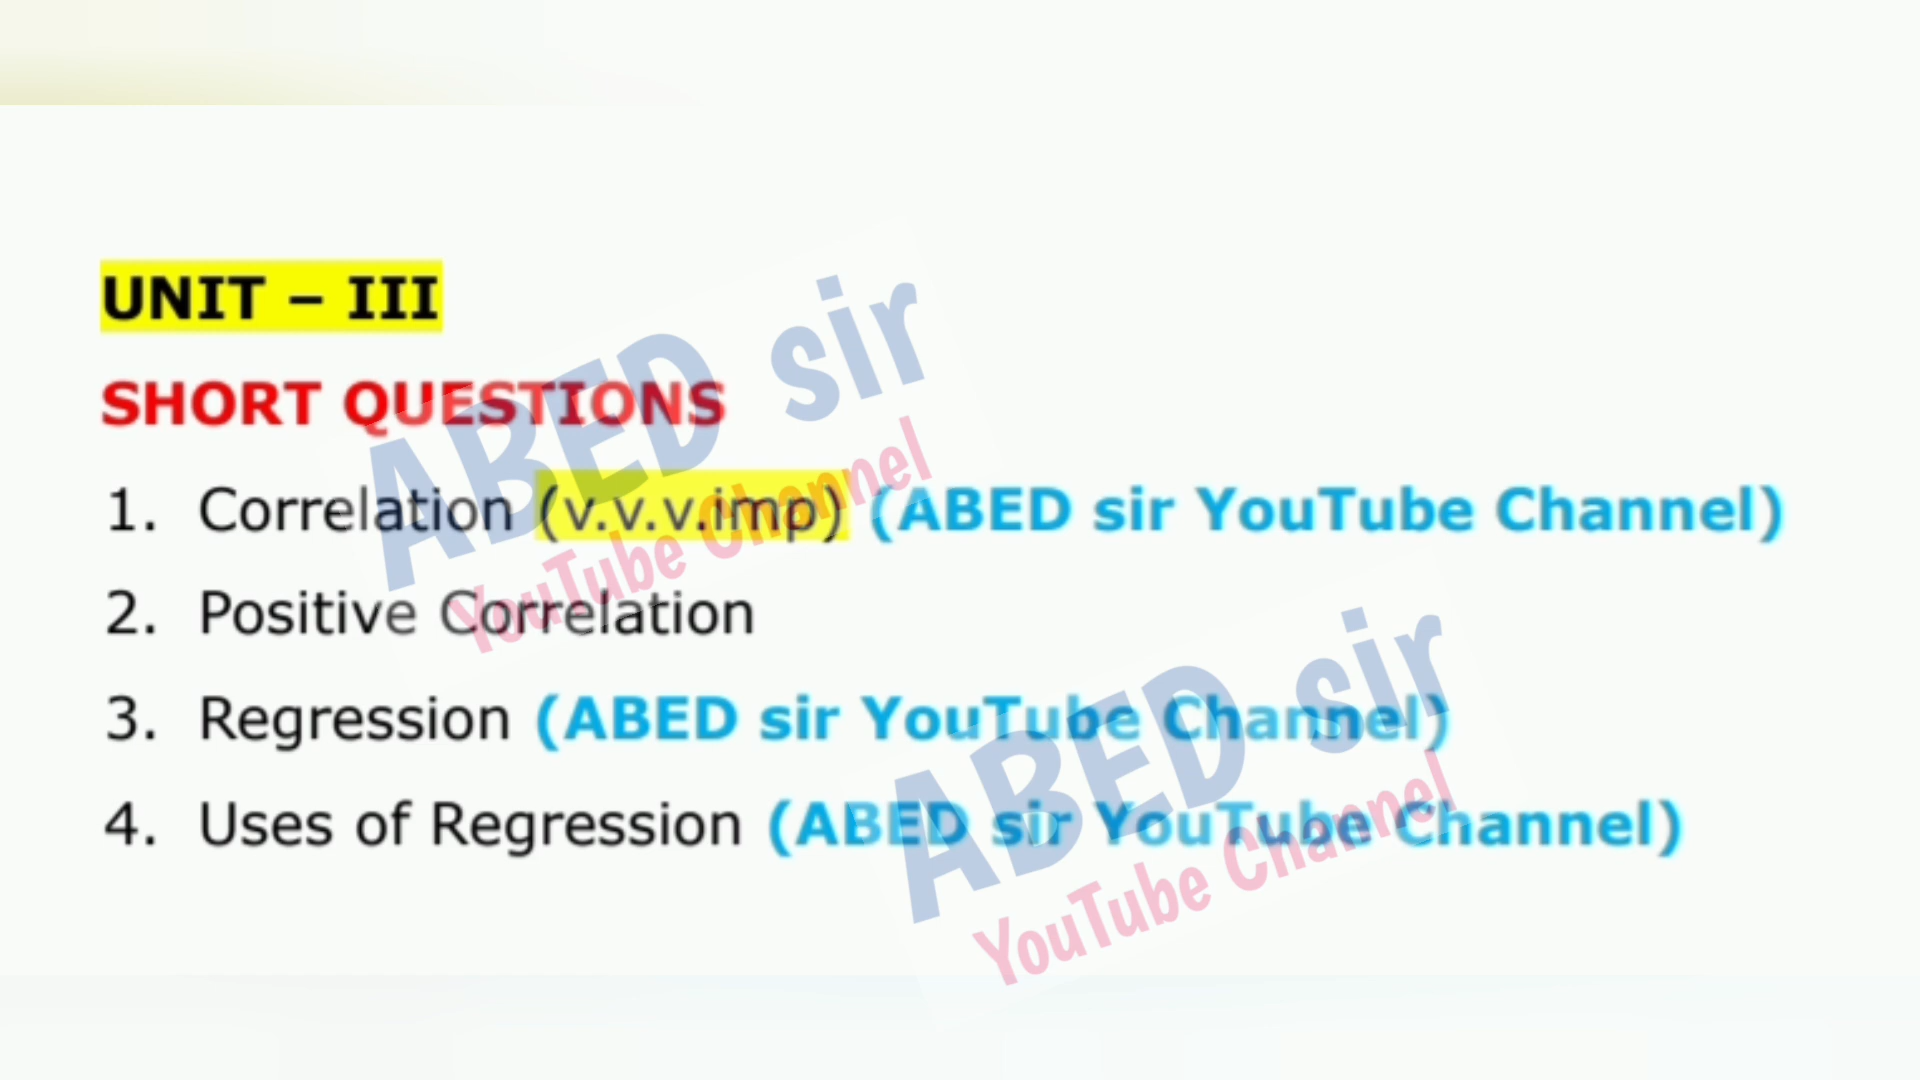 UNIT – III
SHORT QUESTIONS
1. Correlation (v.v.v.imp) (ABED sir YouTube Channel)
2. Positive Correlation
3. Regression (ABED sir YouTube Channel)
4. Uses of Regression (ABED sir YouTube Channel)
ABED sir
YouTube Channel
ABED sir
YouTube Channel